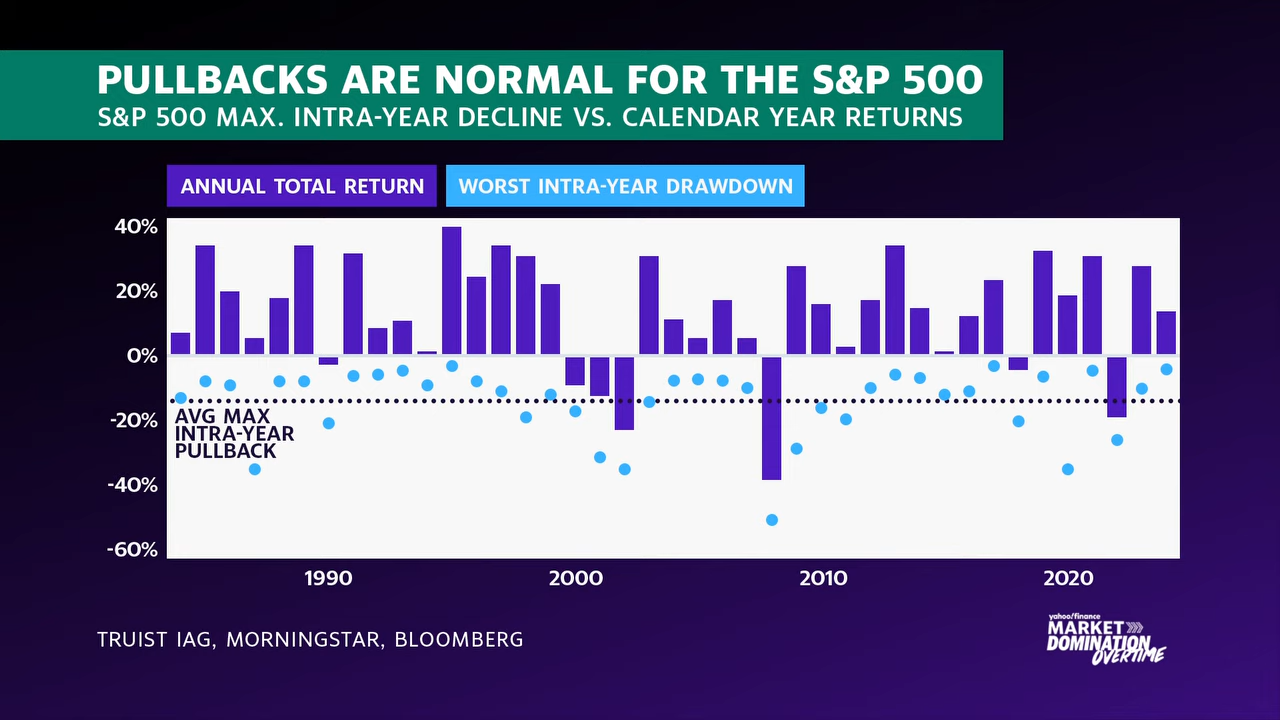 PULLBACKS ARE NORMAL FOR THE S&P 500
S&P 500 MAX. INTRA-YEAR DECLINE VS. CALENDAR YEAR RETURNS
ANNUAL TOTAL RETURN
WORST INTRA-YEAR DRAWDOWN
40%
20%
0%
-20%
-40%
-60%
AVG MAX
INTRA-YEAR
PULLBACK
1990
2000
2010
2020
TRUIST IAG, MORNINGSTAR, BLOOMBERG
yahoo!finance
MARKET
DOMINATION
OVERTIME